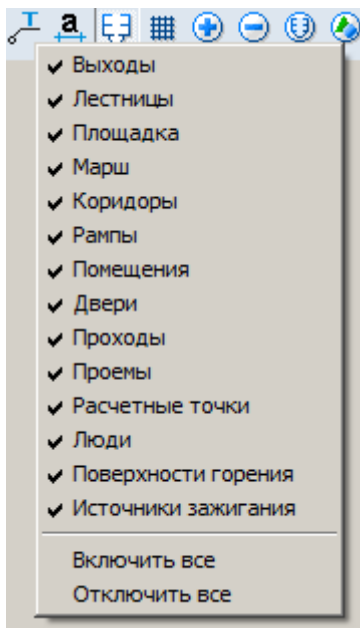 T
a
Выходы
Лестницы
Площадка
Марш
Коридоры
Рампы
Помещения
Двери
Проходы
Проемы
Расчетные точки
Люди
Поверхности горения
Источники зажигания
Включить все
Отключить все